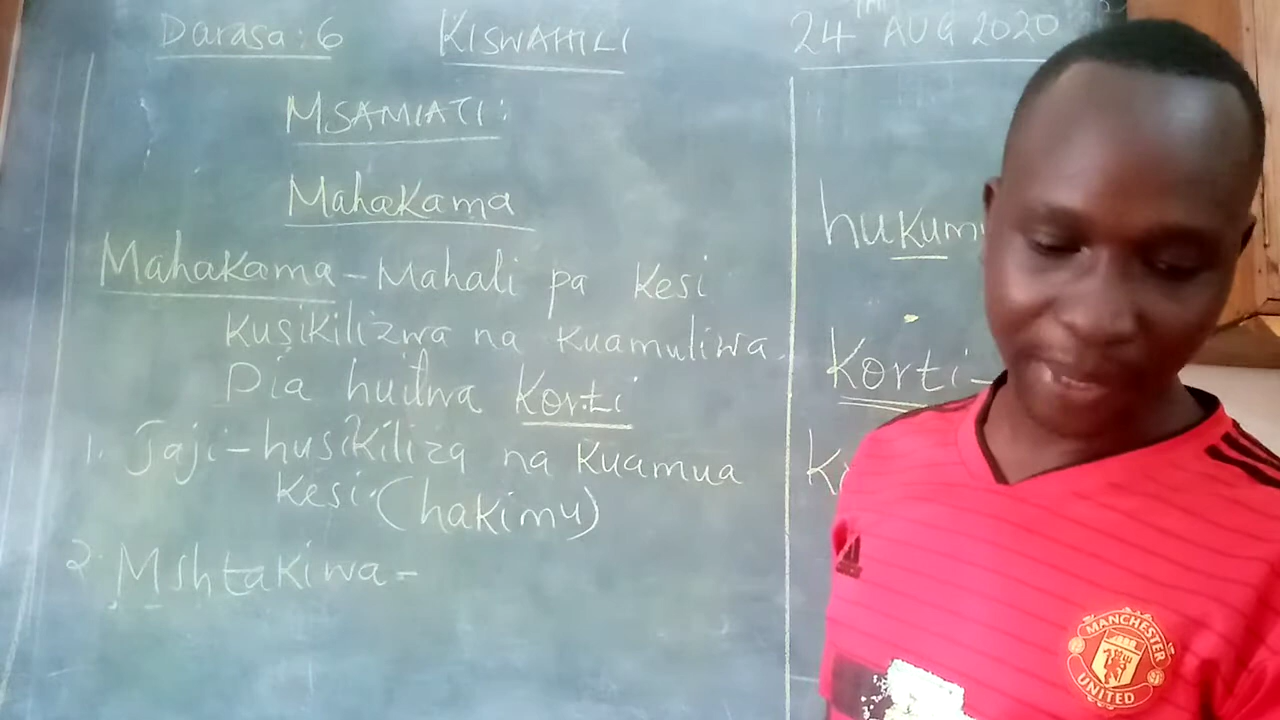 Darasa: 6 KISWAHILI 24TH AUG 2020
MSAMIATI:
Mahakama
Mahakama - Mahali pa Kesi
Kusikilizwa na Kuamuliwa.
Pia huitwa Korti
1. Jaji - husikiliza na Kuamua
Kesi. (hakimu)
2. Mshtakiwa -
hukumu
Korti -
MANCHESTER
UNITED